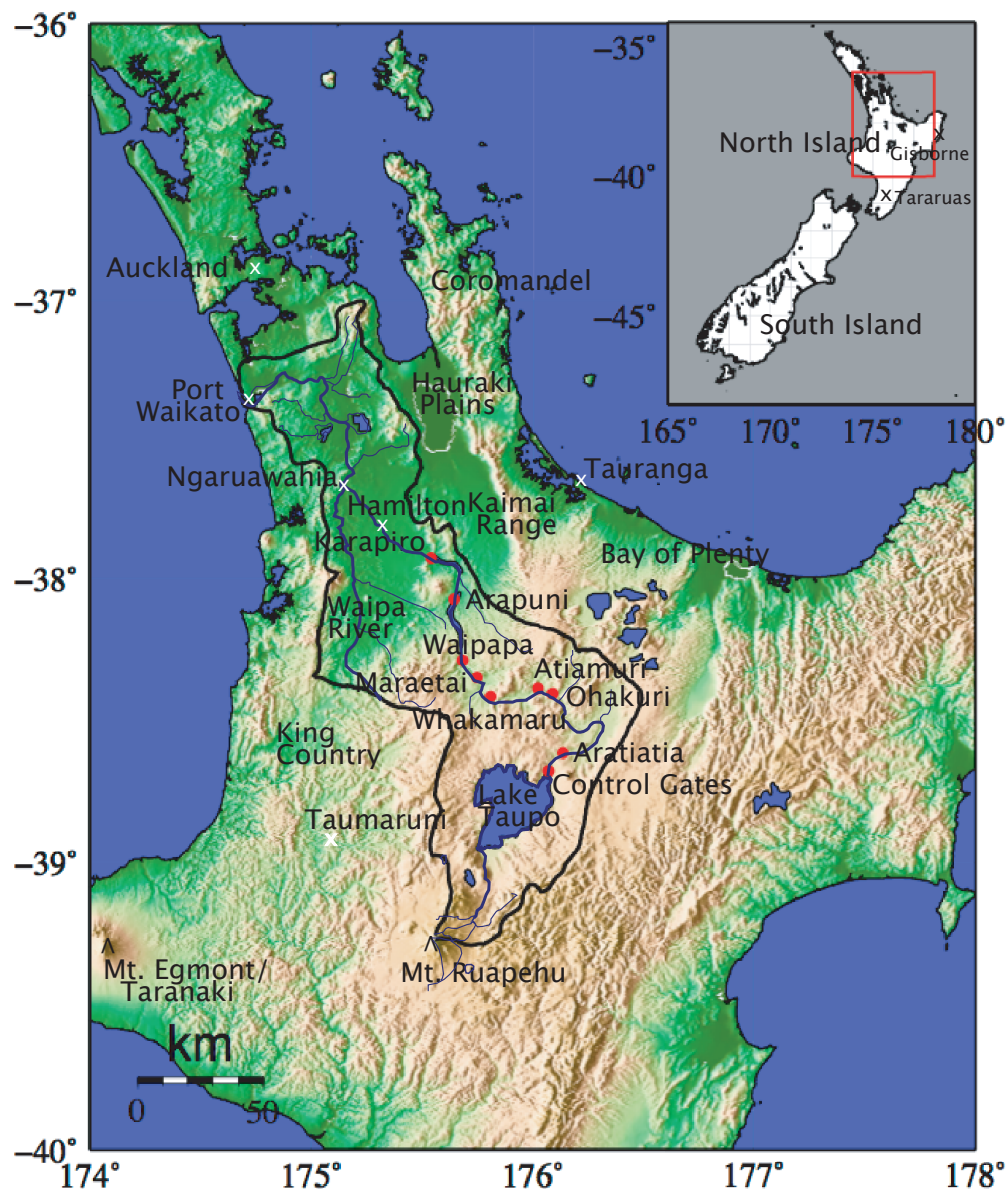 −36°
−35°
North Island
Gisborne
−40°
Tararuas
Auckland
Coromandel
−37°
−45°
South Island
Port
Waikato
Hauraki
Plains
165°
170°
175°
180°
Ngaruawahia
Tauranga
Hamilton
Kaimai
Range
Karapiro
Bay of Plenty
−38°
Arapuni
Waipa
River
Waipapa
Atiamuri
Maraetai
Ohakuri
Whakamaru
King
Country
Aratiatia
Control Gates
Lake
Taupo
Taumaruni
−39°
Mt. Egmont/
Taranaki
Mt. Ruapehu
km
0
50
−40°
174°
175°
176°
177°
178°